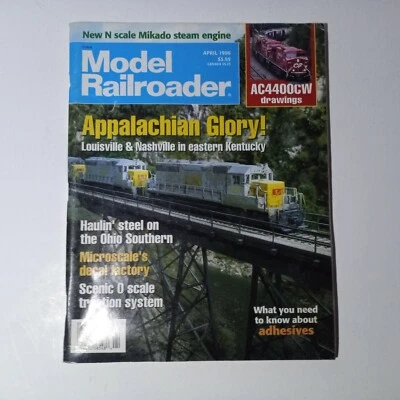 New N scale Mikado steam engine
APRIL 1999
Model
Railroader
AC4400CW
drawings
Appalachian Glory!
Louisville & Nashville in eastern Kentucky
Haulin' steel on
the Ohio Southern
Microscale's
decal factory
Scenic O scale
traction system
What you need
to know about
adhesives